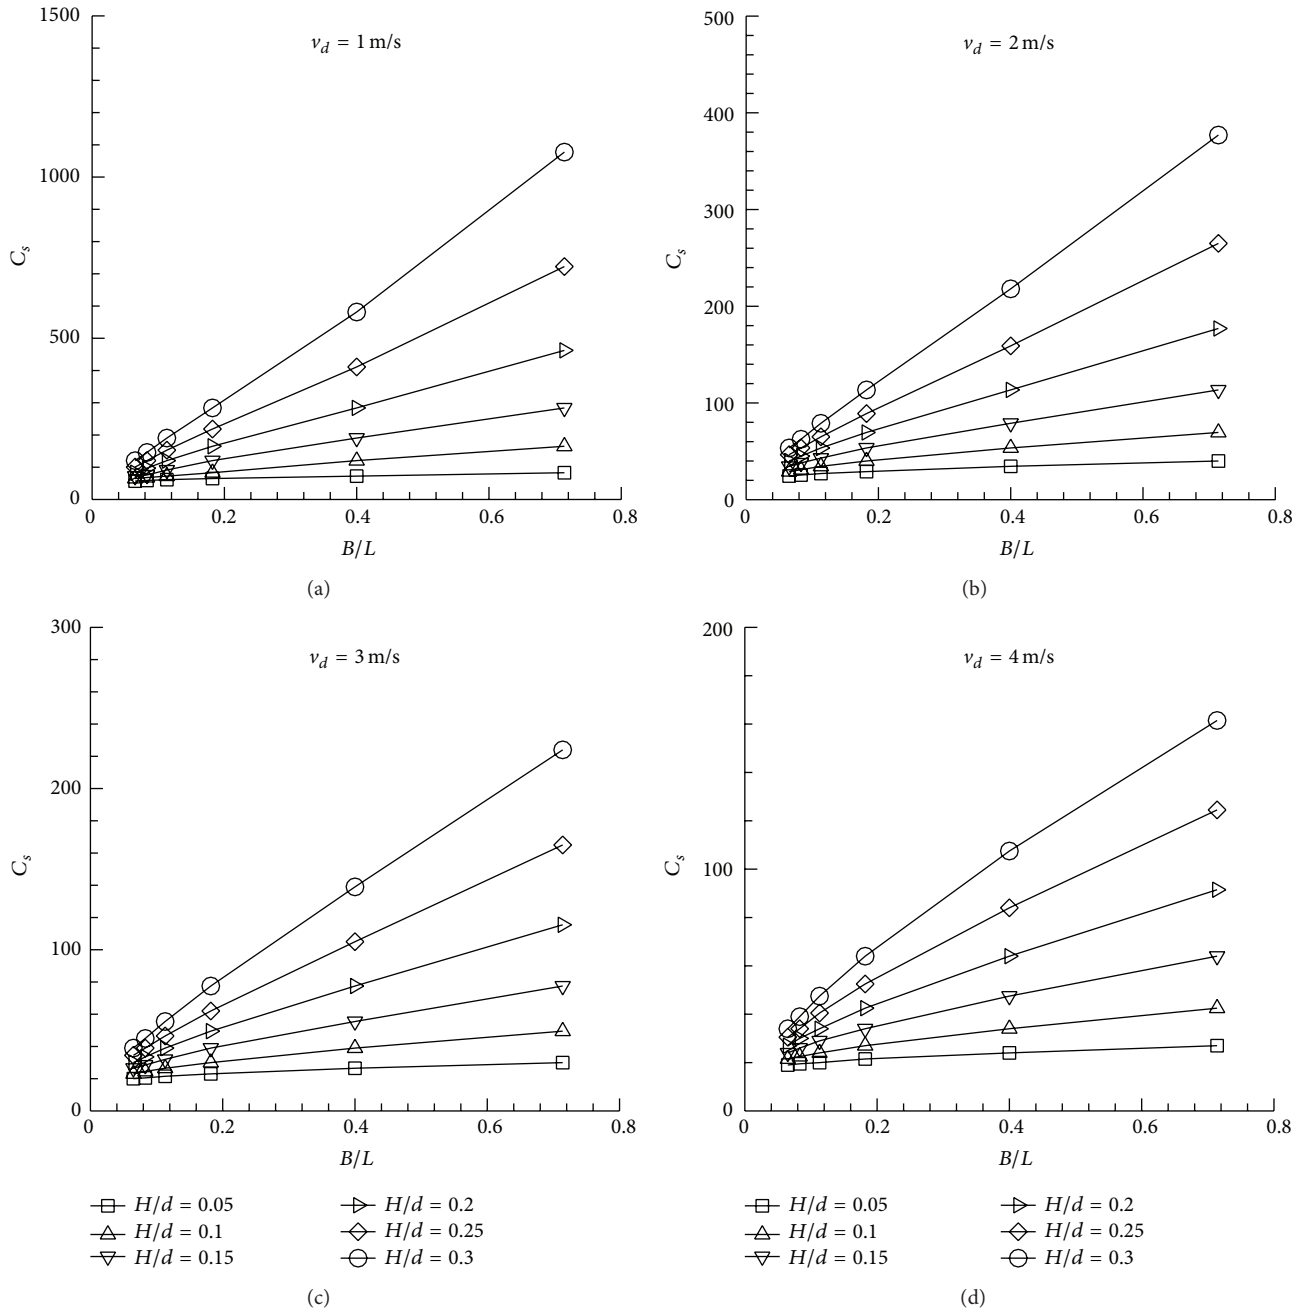 1500
1000
500
0
C_s
v_d = 1 m/s
0 0.2 0.4 0.6 0.8
B/L
(a)
500
400
300
200
100
0
C_s
v_d = 2 m/s
0 0.2 0.4 0.6 0.8
B/L
(b)
300
200
100
0
C_s
v_d = 3 m/s
0 0.2 0.4 0.6 0.8
B/L
H/d = 0.05
H/d = 0.1
H/d = 0.15
H/d = 0.2
H/d = 0.25
H/d = 0.3
(c)
200
100
0
C_s
v_d = 4 m/s
0 0.2 0.4 0.6 0.8
B/L
H/d = 0.05
H/d = 0.1
H/d = 0.15
H/d = 0.2
H/d = 0.25
H/d = 0.3
(d)